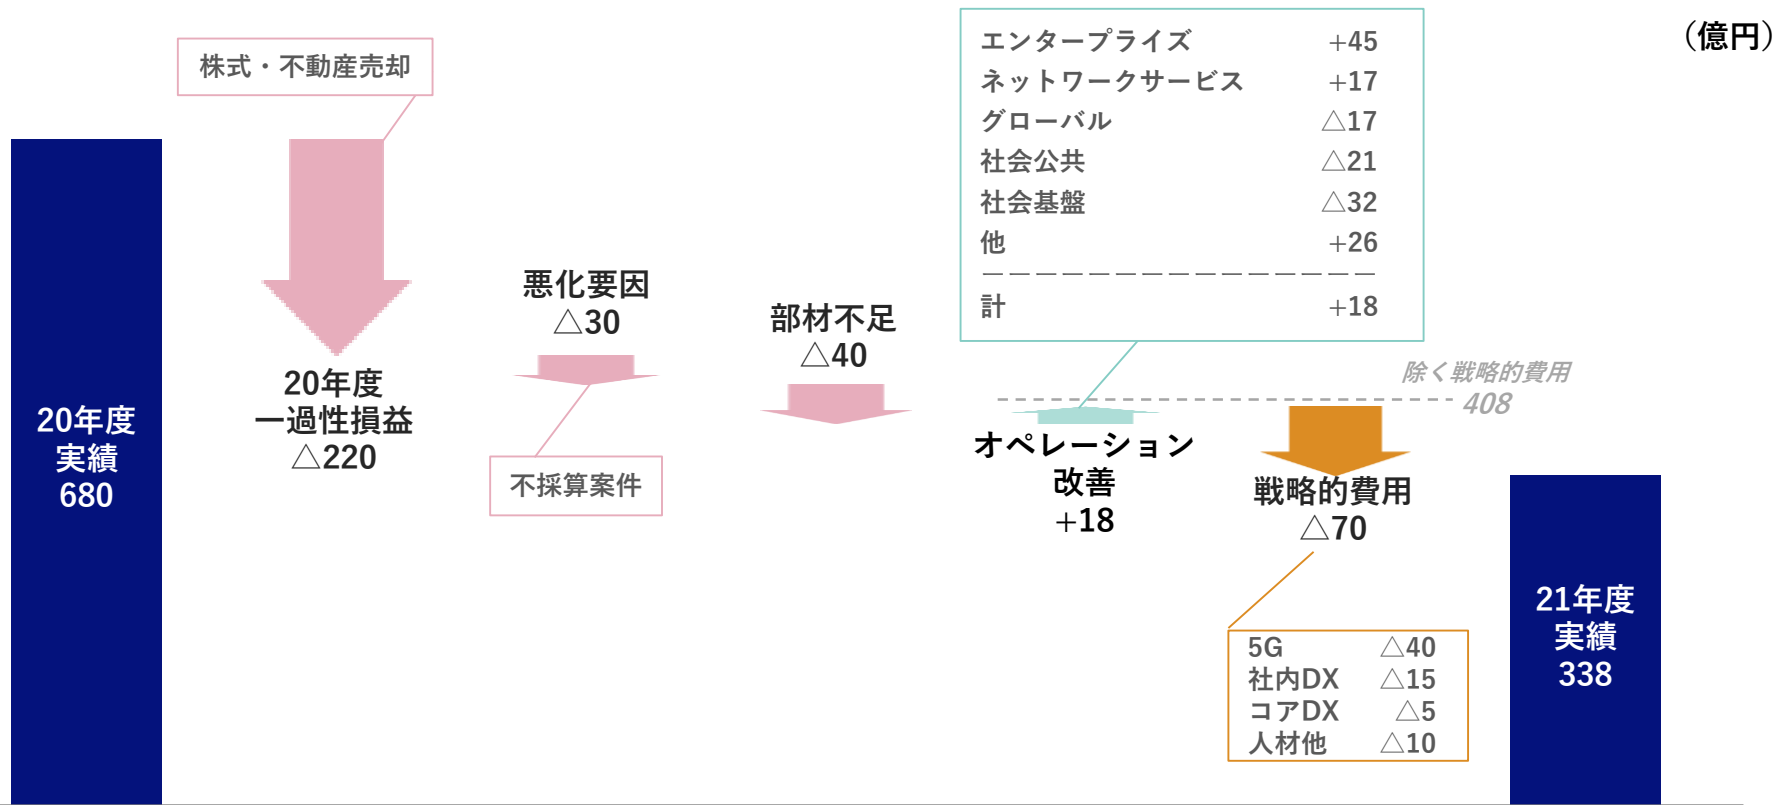 （億円）
株式・不動産売却
20年度
実績
680
20年度
一過性損益
△220
悪化要因
△30
不採算案件
部材不足
△40
エンタープライズ +45
ネットワークサービス +17
グローバル △17
社会公共 △21
社会基盤 △32
他 +26
計 +18
オペレーション
改善
+18
除く戦略的費用
408
戦略的費用
△70
5G △40
社内DX △15
コアDX △5
人材他 △10
21年度
実績
338